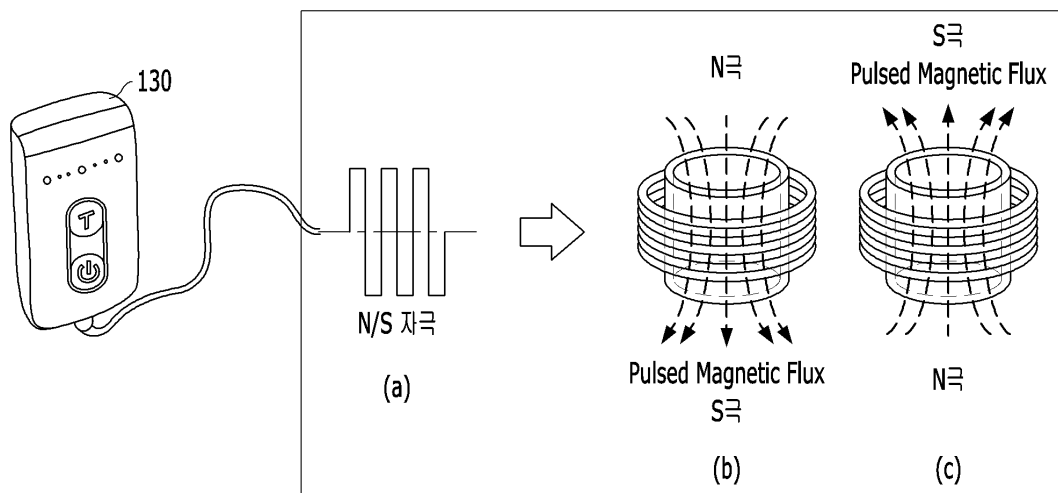 130
T
N/S 자극
(a)
N극
Pulsed Magnetic Flux
S극
(b)
S극
Pulsed Magnetic Flux
N극
(c)